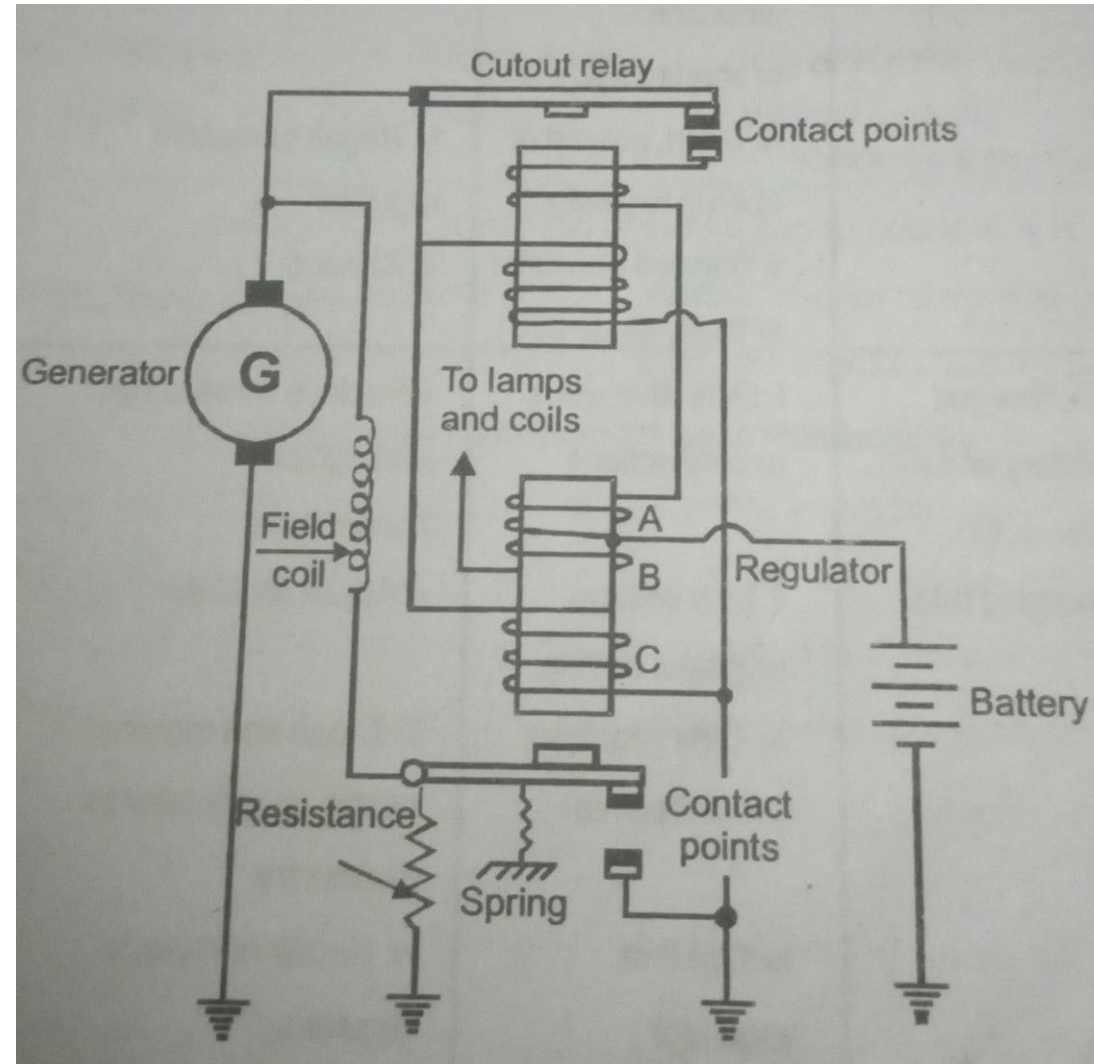 Cutout relay
Contact points
Generator
G
To lamps
and coils
A
Field
coil
B
Regulator
C
Battery
Resistance
Contact
points
Spring